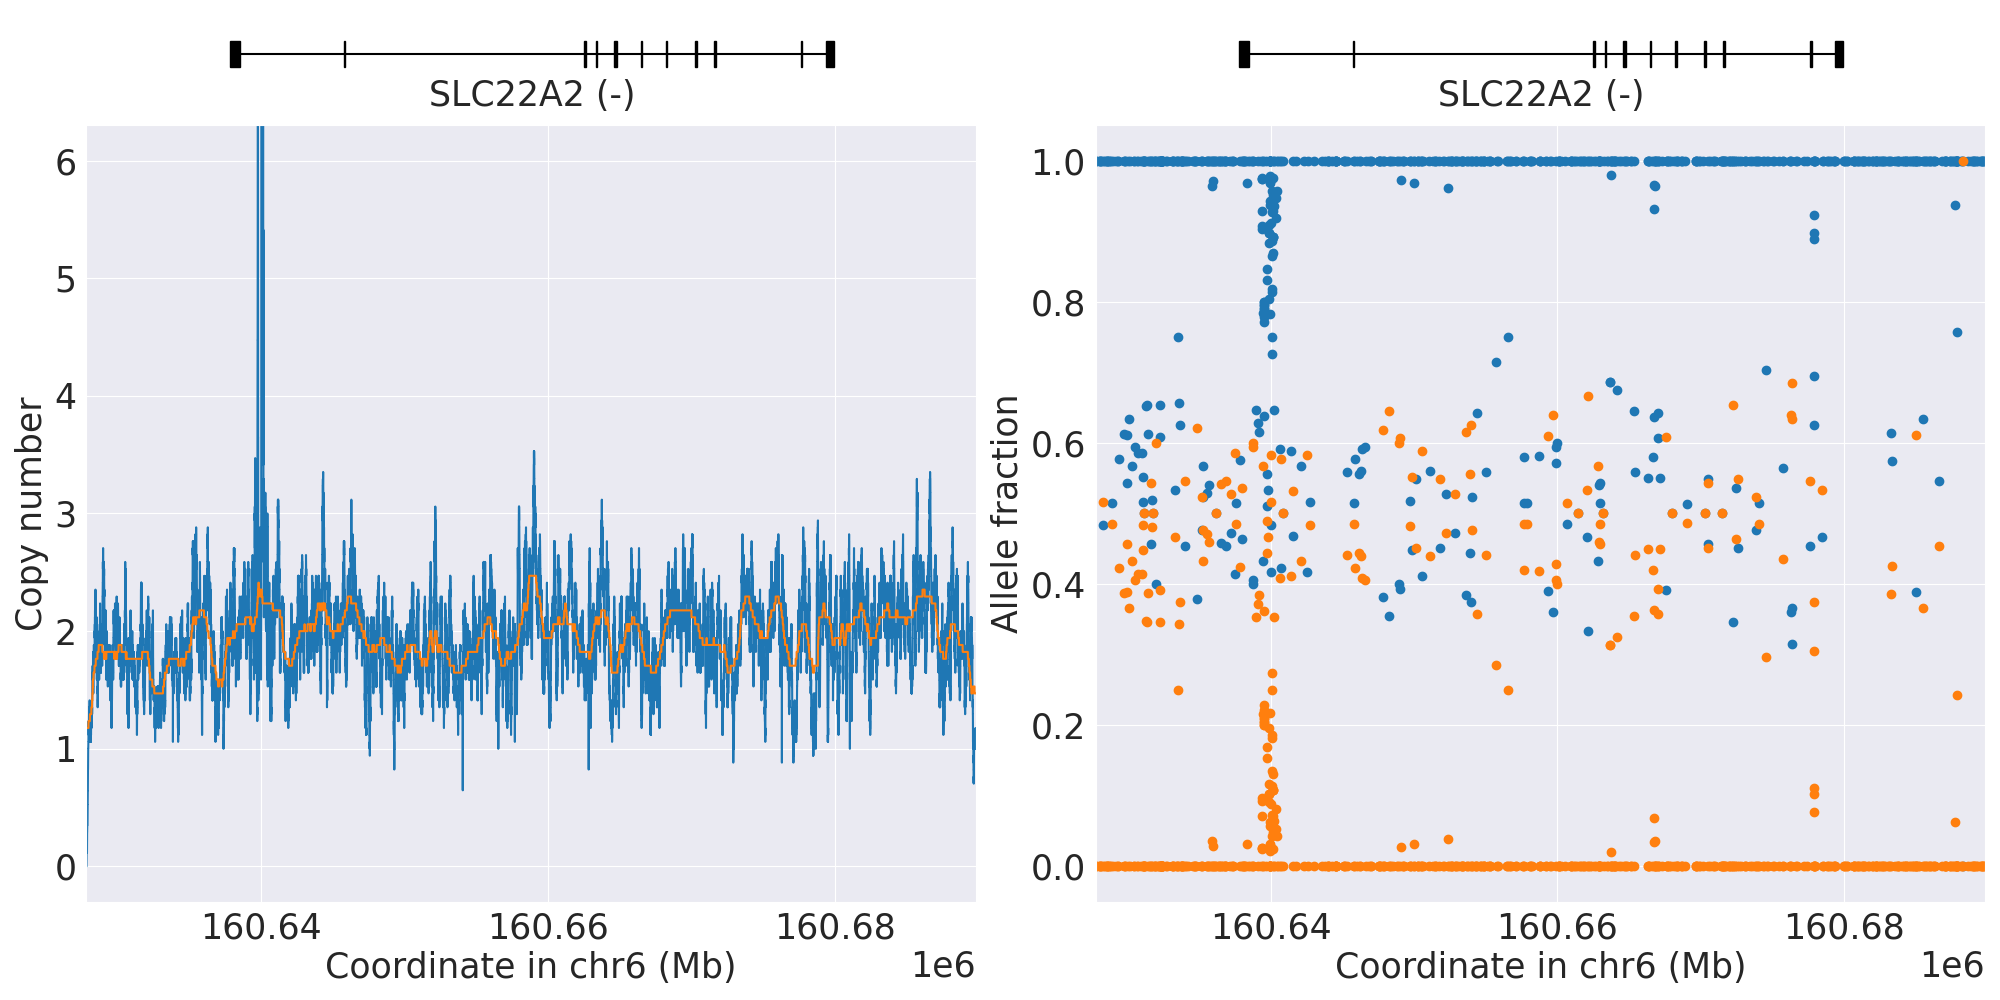 SLC22A2 (-)
6
5
4
3
2
1
0
Copy number
160.64
160.66
160.68
Coordinate in chr6 (Mb)
1e6
SLC22A2 (-)
1.0
0.8
0.6
0.4
0.2
0.0
Allele fraction
160.64
160.66
160.68
Coordinate in chr6 (Mb)
1e6